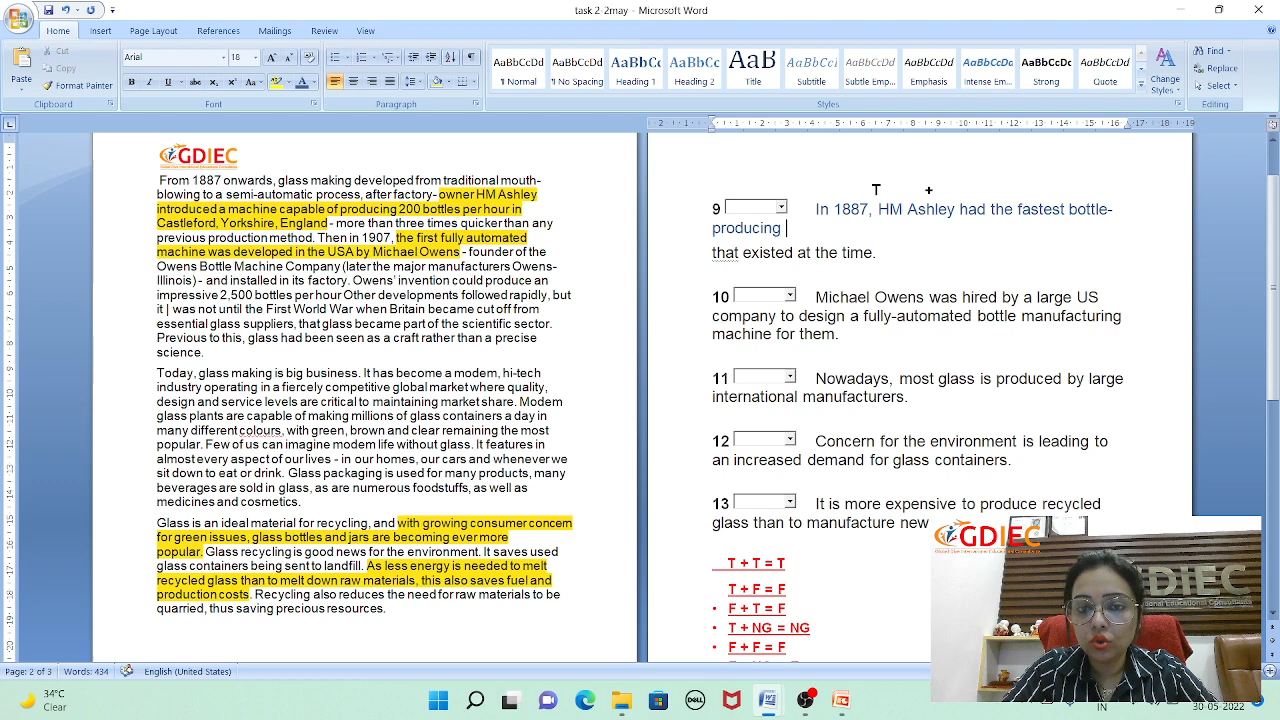 task 2-2may - Microsoft Word
Home Insert Page Layout References Mailings Review View
Paste
Cut
Copy
Format Painter
Clipboard
Arial 18
Font
Paragraph
AaBbCcDd AaBbCcDd AaBbCc AaBbCc AaB AaBbCcI AaBbCcDd AaBbCcDd AaBbCcDd AaBbCcDd AaBbCcDd
¶ Normal ¶ No Spacing Heading 1 Heading 2 Title Subtitle Subtle Emp... Emphasis Intense Em... Strong Quote
Change Styles
Styles
Find
Replace
Select
Editing
GDIEC
From 1887 onwards, glass making developed from traditional mouth-
blowing to a semi-automatic process, after factory- owner HM Ashley
introduced a machine capable of producing 200 bottles per hour in
Castleford, Yorkshire, England - more than three times quicker than any
previous production method. Then in 1907, the first fully automated
machine was developed in the USA by Michael Owens - founder of the
Owens Bottle Machine Company (later the major manufacturers Owens-
Illinois) - and installed in its factory. Owens' invention could produce an
impressive 2,500 bottles per hour Other developments followed rapidly, but
it | was not until the First World War when Britain became cut off from
essential glass suppliers, that glass became part of the scientific sector.
Previous to this, glass had been seen as a craft rather than a precise
science.
Today, glass making is big business. It has become a modem, hi-tech
industry operating in a fiercely competitive global market where quality,
design and service levels are critical to maintaining market share. Modem
glass plants are capable of making millions of glass containers a day in
many different colours, with green, brown and clear remaining the most
popular. Few of us can imagine modem life without glass. It features in
almost every aspect of our lives - in our homes, our cars and whenever we
sit down to eat or drink. Glass packaging is used for many products, many
beverages are sold in glass, as are numerous foodstuffs, as well as
medicines and cosmetics.
Glass is an ideal material for recycling, and with growing consumer concern
for green issues, glass bottles and jars are becoming ever more
popular. Glass recycling is good news for the environment. It saves used
glass containers being sent to landfill. As less energy is needed to melt
recycled glass than to melt down raw materials, this also saves fuel and
production costs. Recycling also reduces the need for raw materials to be
quarried, thus saving precious resources.
T +
9 In 1887, HM Ashley had the fastest bottle-
producing
that existed at the time.
10 Michael Owens was hired by a large US
company to design a fully-automated bottle manufacturing
machine for them.
11 Nowadays, most glass is produced by large
international manufacturers.
12 Concern for the environment is leading to
an increased demand for glass containers.
13 It is more expensive to produce recycled
glass than to manufacture new
T + T = T
T + F = F
• F + T = F
• T + NG = NG
• F + F = F
GDIEC
GDIEC
Page: 2 of 3 Words: 434 English (United States)
34°C
Clear
IN
30-05-2022